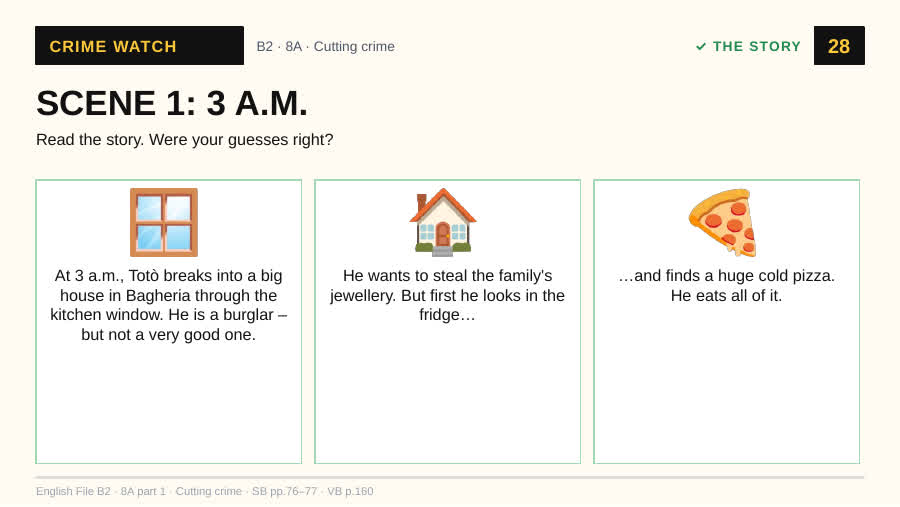 CRIME WATCH
B2 · 8A · Cutting crime
✓ THE STORY
28
SCENE 1: 3 A.M.
Read the story. Were your guesses right?
At 3 a.m., Totò breaks into a big
house in Bagheria through the
kitchen window. He is a burglar –
but not a very good one.
He wants to steal the family's
jewellery. But first he looks in the
fridge…
…and finds a huge cold pizza.
He eats all of it.
English File B2 · 8A part 1 · Cutting crime · SB pp.76–77 · VB p.160